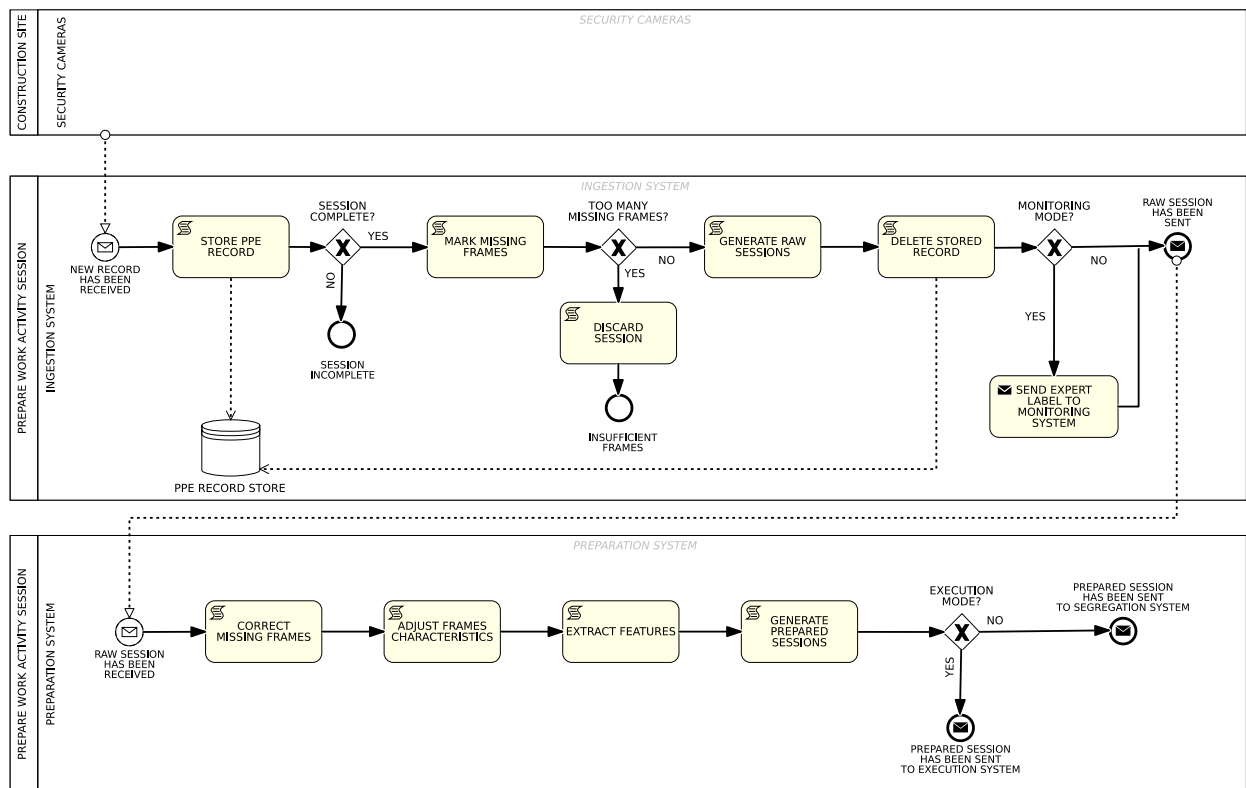 CONSTRUCTION SITE
SECURITY CAMERAS
SECURITY CAMERAS
PREPARE WORK ACTIVITY SESSION
INGESTION SYSTEM
INGESTION SYSTEM
NEW RECORD
HAS BEEN
RECEIVED
STORE PPE
RECORD
SESSION
COMPLETE?
YES
NO
SESSION
INCOMPLETE
MARK MISSING
FRAMES
TOO MANY
MISSING FRAMES?
NO
YES
DISCARD
SESSION
INSUFFICIENT
FRAMES
GENERATE RAW
SESSIONS
DELETE STORED
RECORD
MONITORING
MODE?
NO
YES
SEND EXPERT
LABEL TO
MONITORING
SYSTEM
RAW SESSION
HAS BEEN
SENT
PPE RECORD STORE
PREPARE WORK ACTIVITY SESSION
PREPARATION SYSTEM
PREPARATION SYSTEM
RAW SESSION
HAS BEEN
RECEIVED
CORRECT
MISSING FRAMES
ADJUST FRAMES
CHARACTERISTICS
EXTRACT FEATURES
GENERATE
PREPARED
SESSIONS
EXECUTION
MODE?
NO
YES
PREPARED SESSION
HAS BEEN SENT
TO SEGREGATION SYSTEM
PREPARED SESSION
HAS BEEN SENT
TO EXECUTION SYSTEM